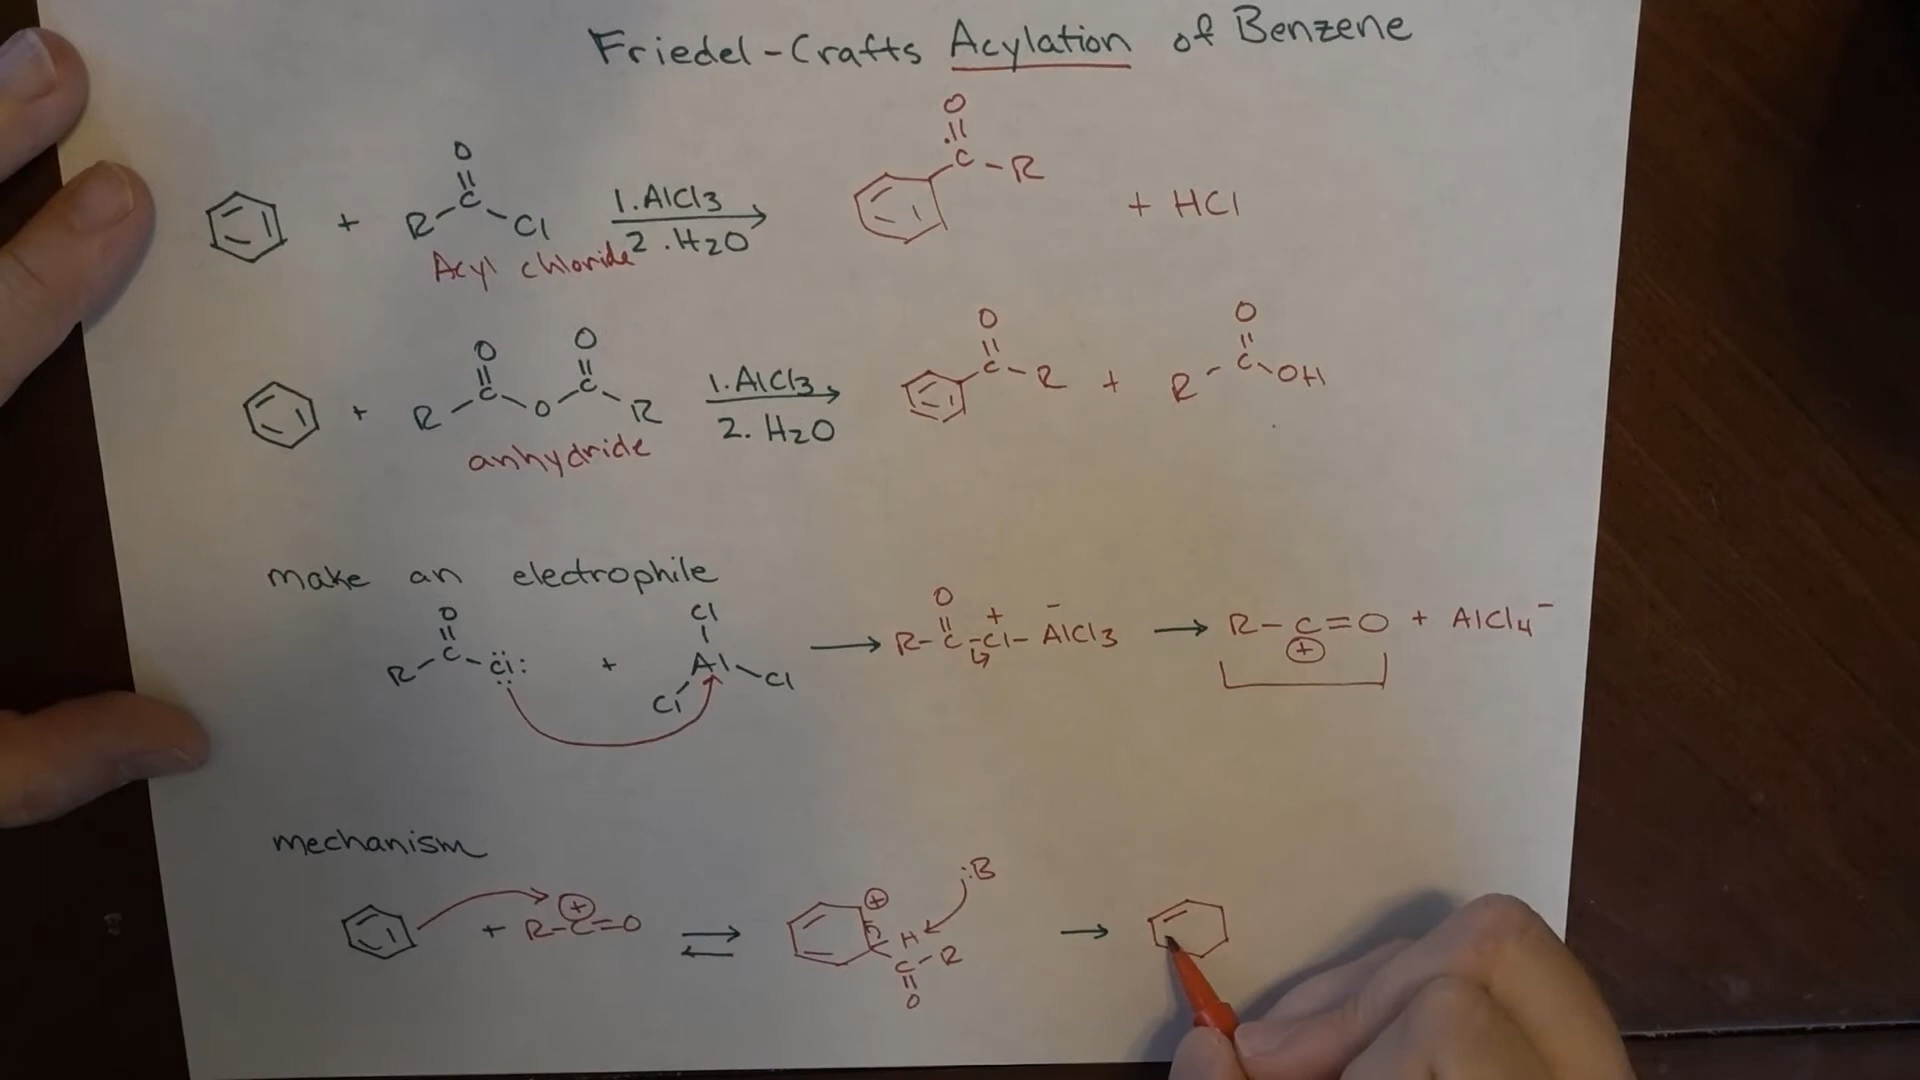 Friedel-Crafts Acylation of Benzene
O
O
C-R
+ R C Cl 1. AlCl3 + HCl
2. H2O
Acyl chloride
O O O O
+ R C O C R 1. AlCl3 C-R + R C OH
2. H2O
anhydride
make an electrophile
O Cl O + −
R C Cl: + Al Cl Cl → R-C-Cl-AlCl3 → R-C=O + AlCl4−
+
mechanism
:B
+ R-C=O ⇌ + H →
+
C-R
O